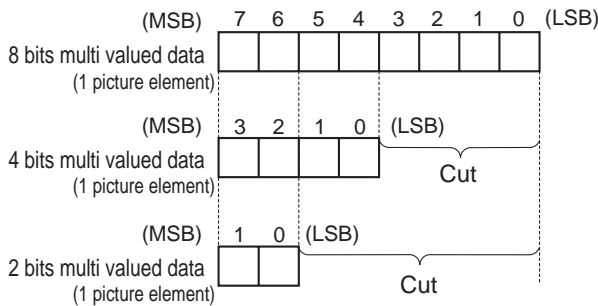 (MSB) 7 6 5 4 3 2 1 0 (LSB)
8 bits multi valued data
(1 picture element)
(MSB) 3 2 1 0 (LSB)
4 bits multi valued data
(1 picture element)
Cut
(MSB) 1 0 (LSB)
2 bits multi valued data
(1 picture element)
Cut